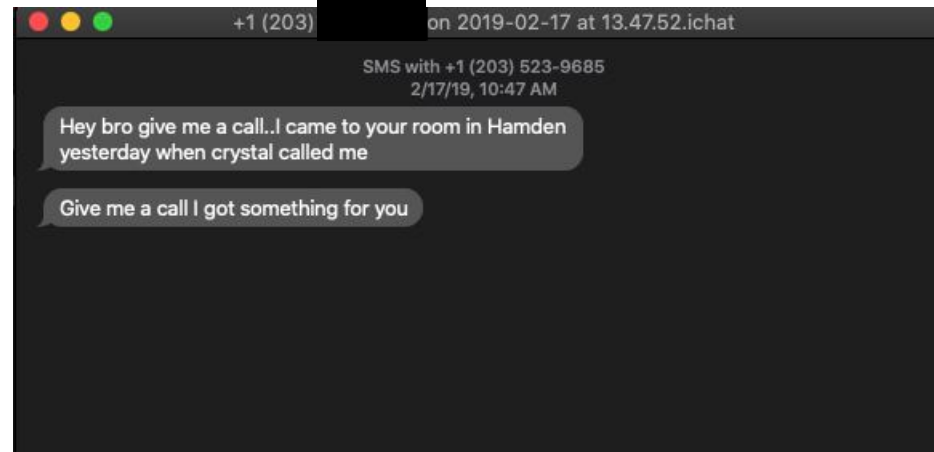 +1 (203) on 2019-02-17 at 13.47.52.ichat
SMS with +1 (203) 523-9685
2/17/19, 10:47 AM
Hey bro give me a call..I came to your room in Hamden
yesterday when crystal called me
Give me a call I got something for you